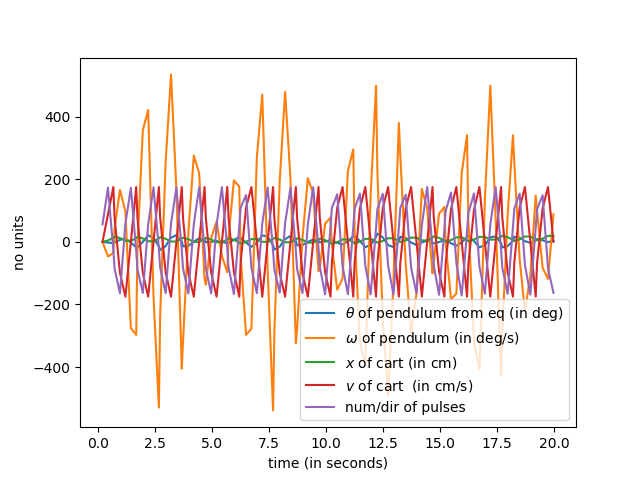 400
200
0
−200
−400
no units
0.0 2.5 5.0 7.5 10.0 12.5 15.0 17.5 20.0
time (in seconds)
θ of pendulum from eq (in deg)
ω of pendulum (in deg/s)
x of cart (in cm)
v of cart  (in cm/s)
num/dir of pulses